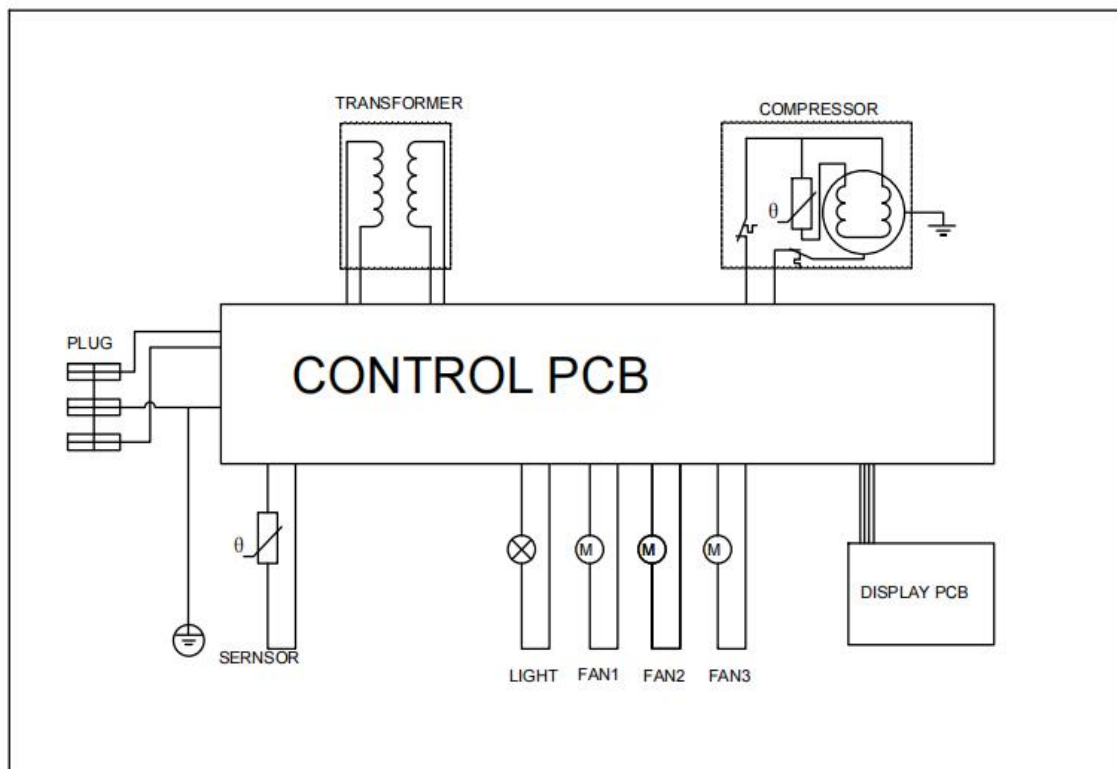 TRANSFORMER
COMPRESSOR
θ
PLUG
CONTROL PCB
θ
M
M
M
DISPLAY PCB
SERNSOR
LIGHT
FAN1
FAN2
FAN3